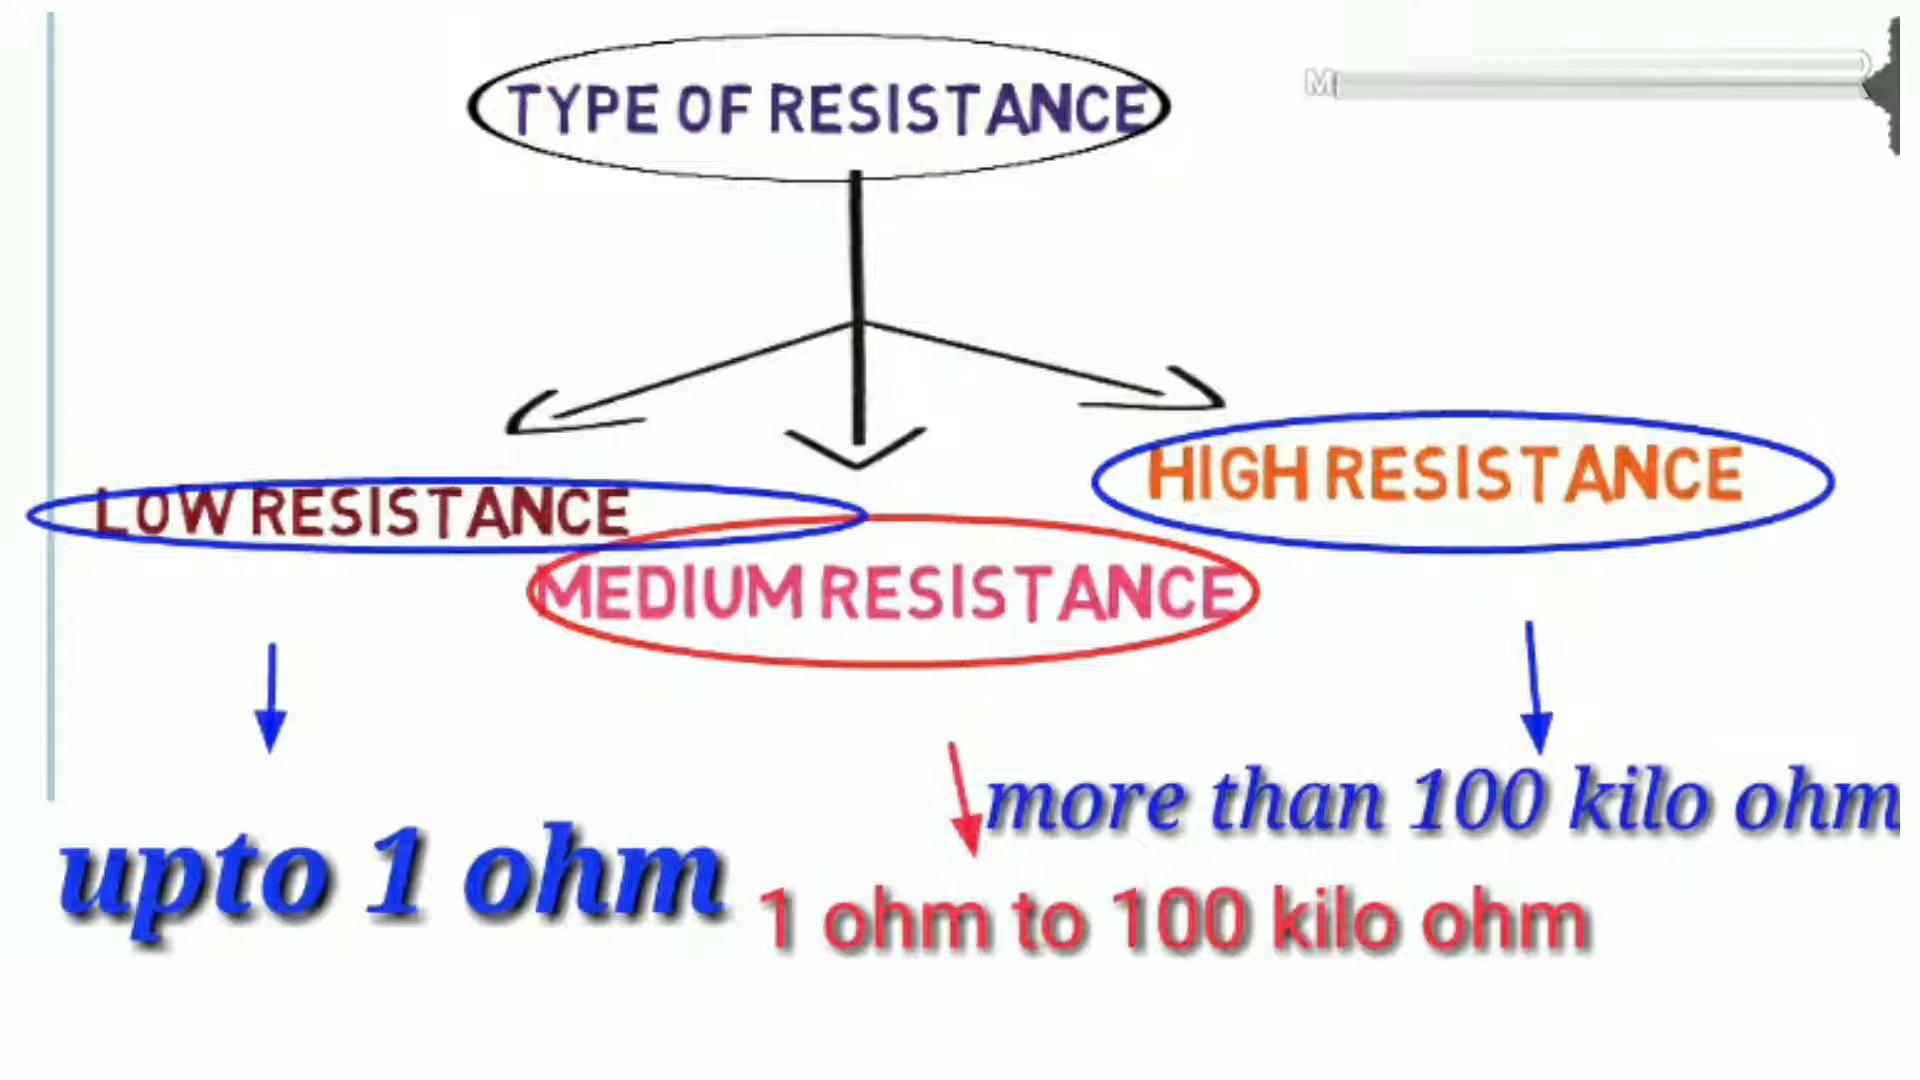 TYPE OF RESISTANCE
M
LOW RESISTANCE
MEDIUM RESISTANCE
HIGH RESISTANCE
upto 1 ohm
1 ohm to 100 kilo ohm
more than 100 kilo ohm